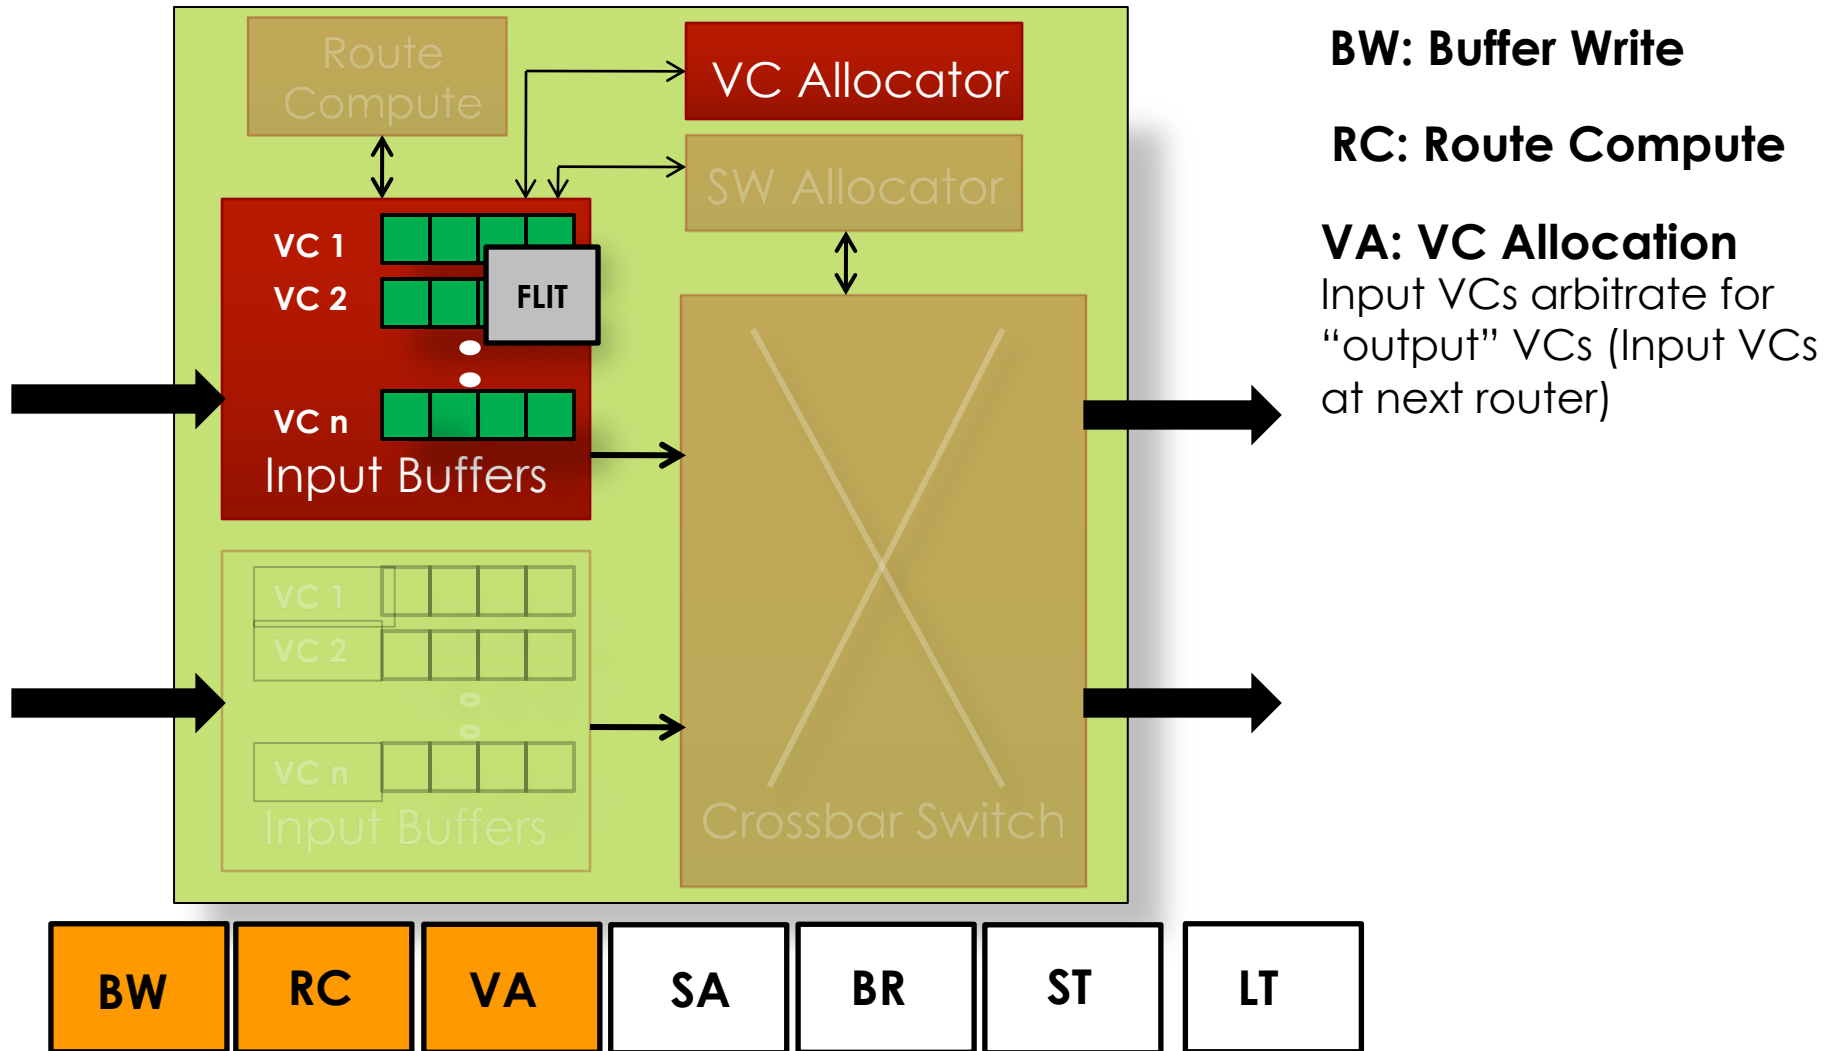 Route
Compute
VC Allocator
SW Allocator
VC 1
VC 2
FLIT
VC n
Input Buffers
VC 1
VC 2
VC n
Input Buffers
Crossbar Switch
BW: Buffer Write
RC: Route Compute
VA: VC Allocation
Input VCs arbitrate for
“output” VCs (Input VCs
at next router)
BW
RC
VA
SA
BR
ST
LT